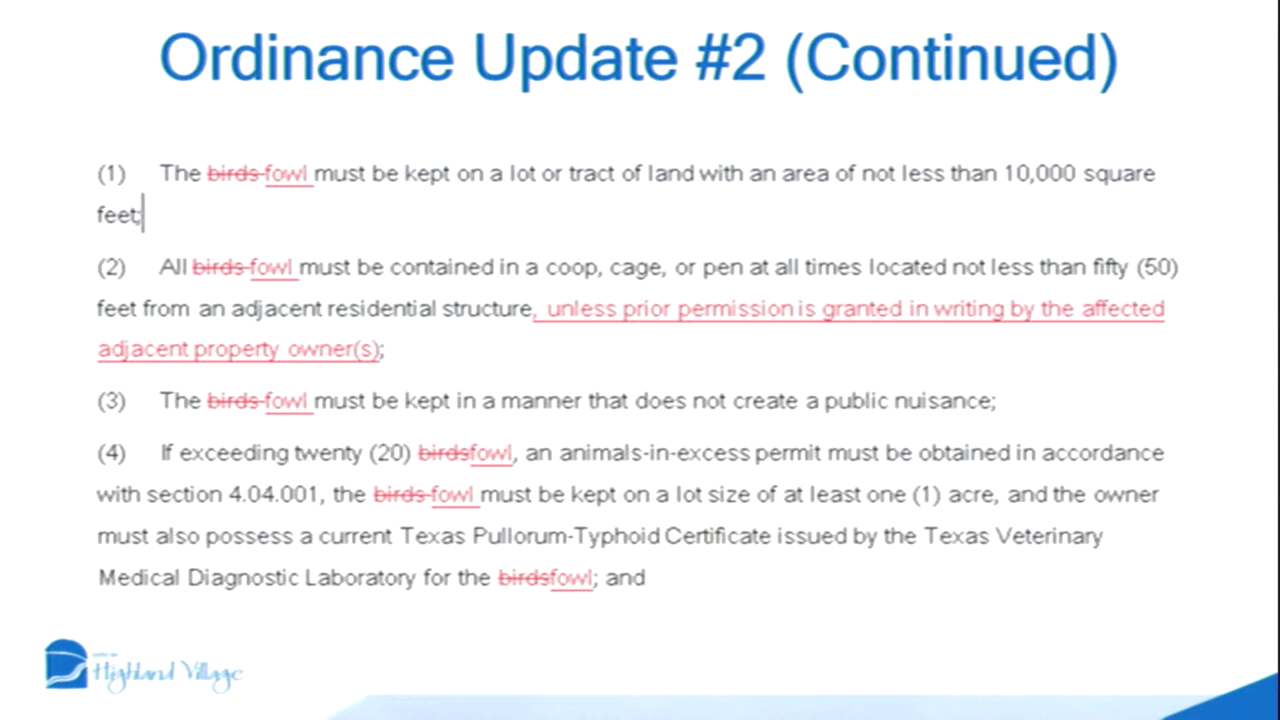 Ordinance Update #2 (Continued)
(1) The birds fowl must be kept on a lot or tract of land with an area of not less than 10,000 square
feet;
(2) All birds fowl must be contained in a coop, cage, or pen at all times located not less than fifty (50)
feet from an adjacent residential structure, unless prior permission is granted in writing by the affected
adjacent property owner(s);
(3) The birds fowl must be kept in a manner that does not create a public nuisance;
(4) If exceeding twenty (20) birdsfowl, an animals-in-excess permit must be obtained in accordance
with section 4.04.001, the birds fowl must be kept on a lot size of at least one (1) acre, and the owner
must also possess a current Texas Pullorum-Typhoid Certificate issued by the Texas Veterinary
Medical Diagnostic Laboratory for the birdsfowl; and
Highland Village